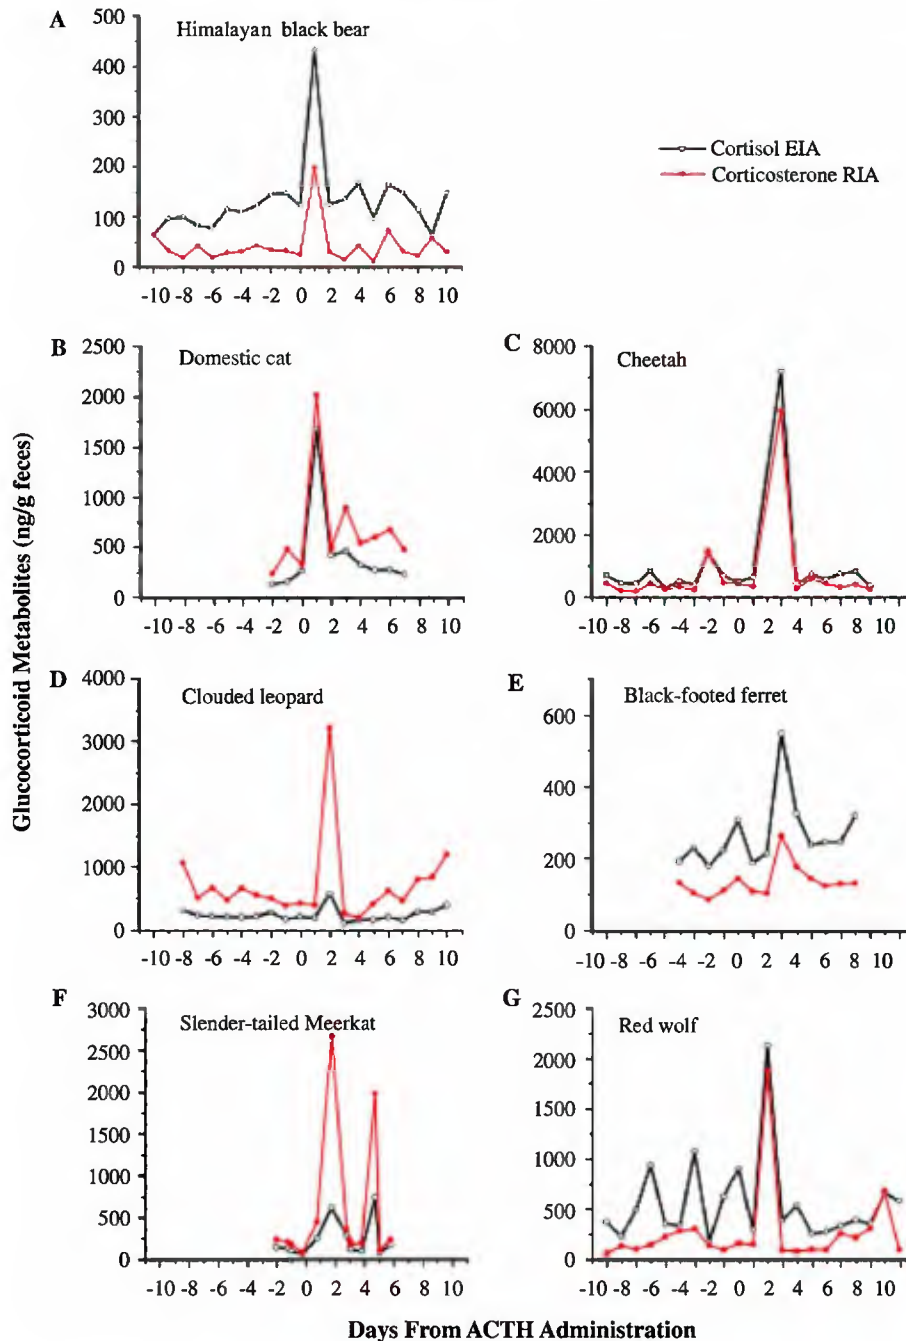 A
Himalayan black bear
500
400
300
200
100
0
-10 -8 -6 -4 -2 0 2 4 6 8 10
Cortisol EIA
Corticosterone RIA
B
Domestic cat
2500
2000
1500
1000
500
0
-10 -8 -6 -4 -2 0 2 4 6 8 10
C
Cheetah
8000
6000
4000
2000
0
-10 -8 -6 -4 -2 0 2 4 6 8 10
Glucocorticoid Metabolites (ng/g feces)
D
Clouded leopard
4000
3000
2000
1000
0
-10 -8 -6 -4 -2 0 2 4 6 8 10
E
Black-footed ferret
600
400
200
0
-10 -8 -6 -4 -2 0 2 4 6 8 10
F
Slender-tailed Meerkat
3000
2500
2000
1500
1000
500
0
-10 -8 -6 -4 -2 0 2 4 6 8 10
G
Red wolf
2500
2000
1500
1000
500
0
-10 -8 -6 -4 -2 0 2 4 6 8 10
Days From ACTH Administration